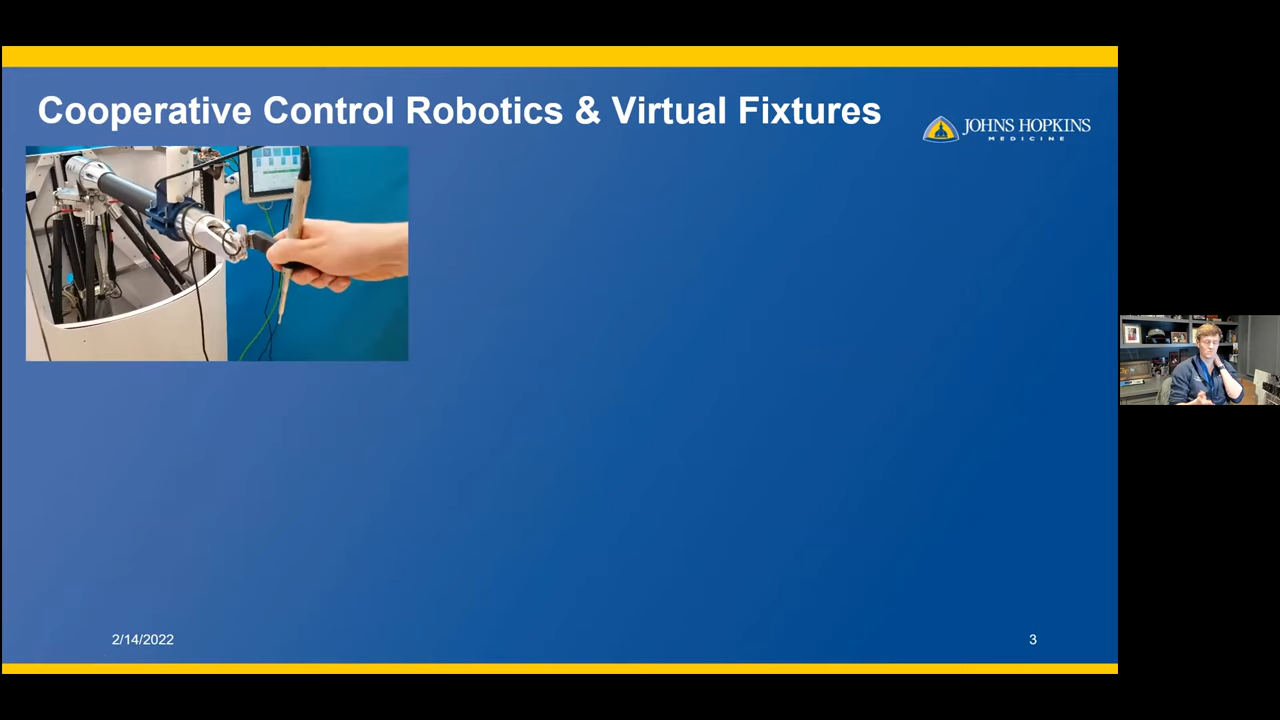 Cooperative Control Robotics & Virtual Fixtures
JOHNS HOPKINS
MEDICINE
2/14/2022
3